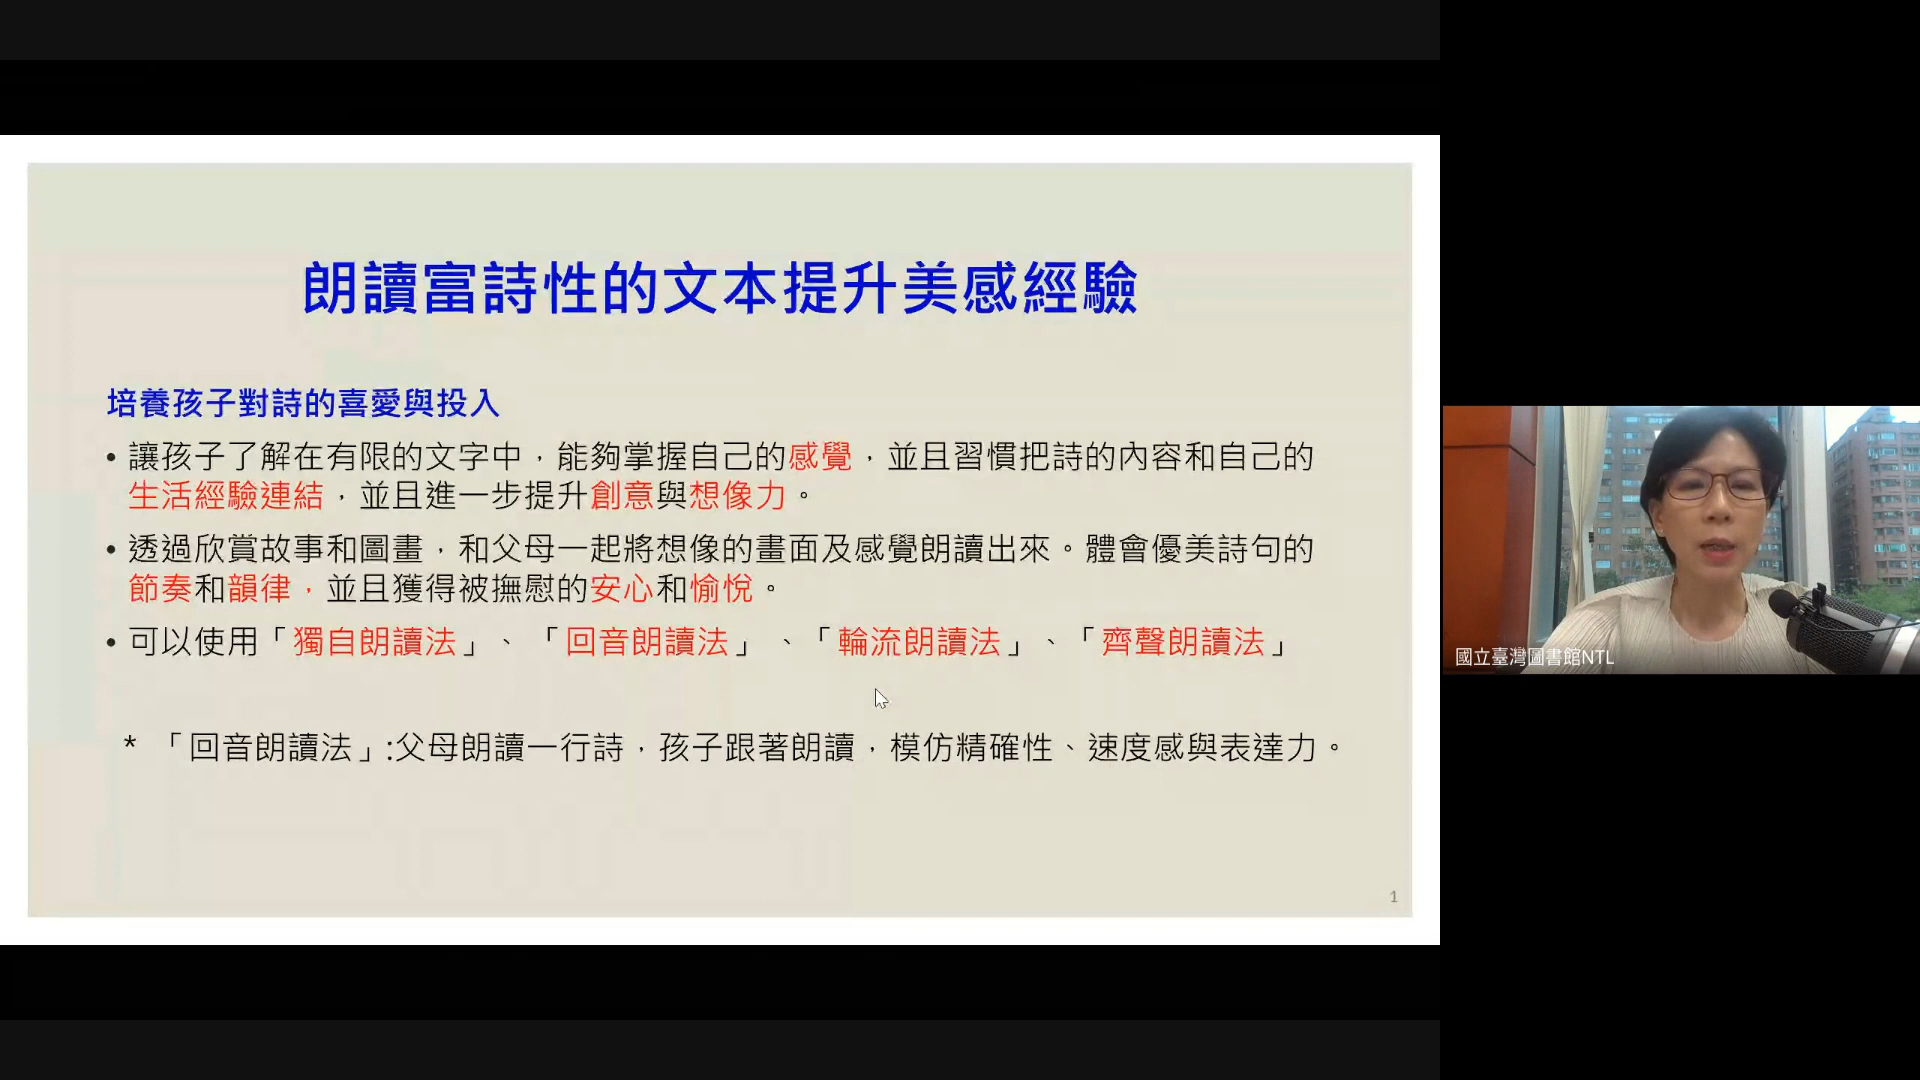 朗讀富詩性的文本提升美感經驗
培養孩子對詩的喜愛與投入
• 讓孩子了解在有限的文字中，能夠掌握自己的感覺，並且習慣把詩的內容和自己的
生活經驗連結，並且進一步提升創意與想像力。
• 透過欣賞故事和圖畫，和父母一起將想像的畫面及感覺朗讀出來。體會優美詩句的
節奏和韻律，並且獲得被撫慰的安心和愉悅。
• 可以使用「獨自朗讀法」、「回音朗讀法」、「輪流朗讀法」、「齊聲朗讀法」
* 「回音朗讀法」:父母朗讀一行詩，孩子跟著朗讀，模仿精確性、速度感與表達力。
1
國立臺灣圖書館NTL